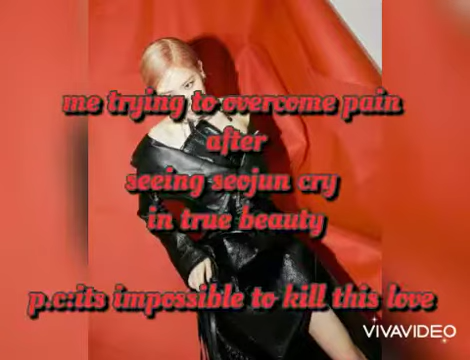 me trying to overcome pain
after
seeing seojun cry
in true beauty
p.c:its impossible to kill this love
VIVAVIDEO